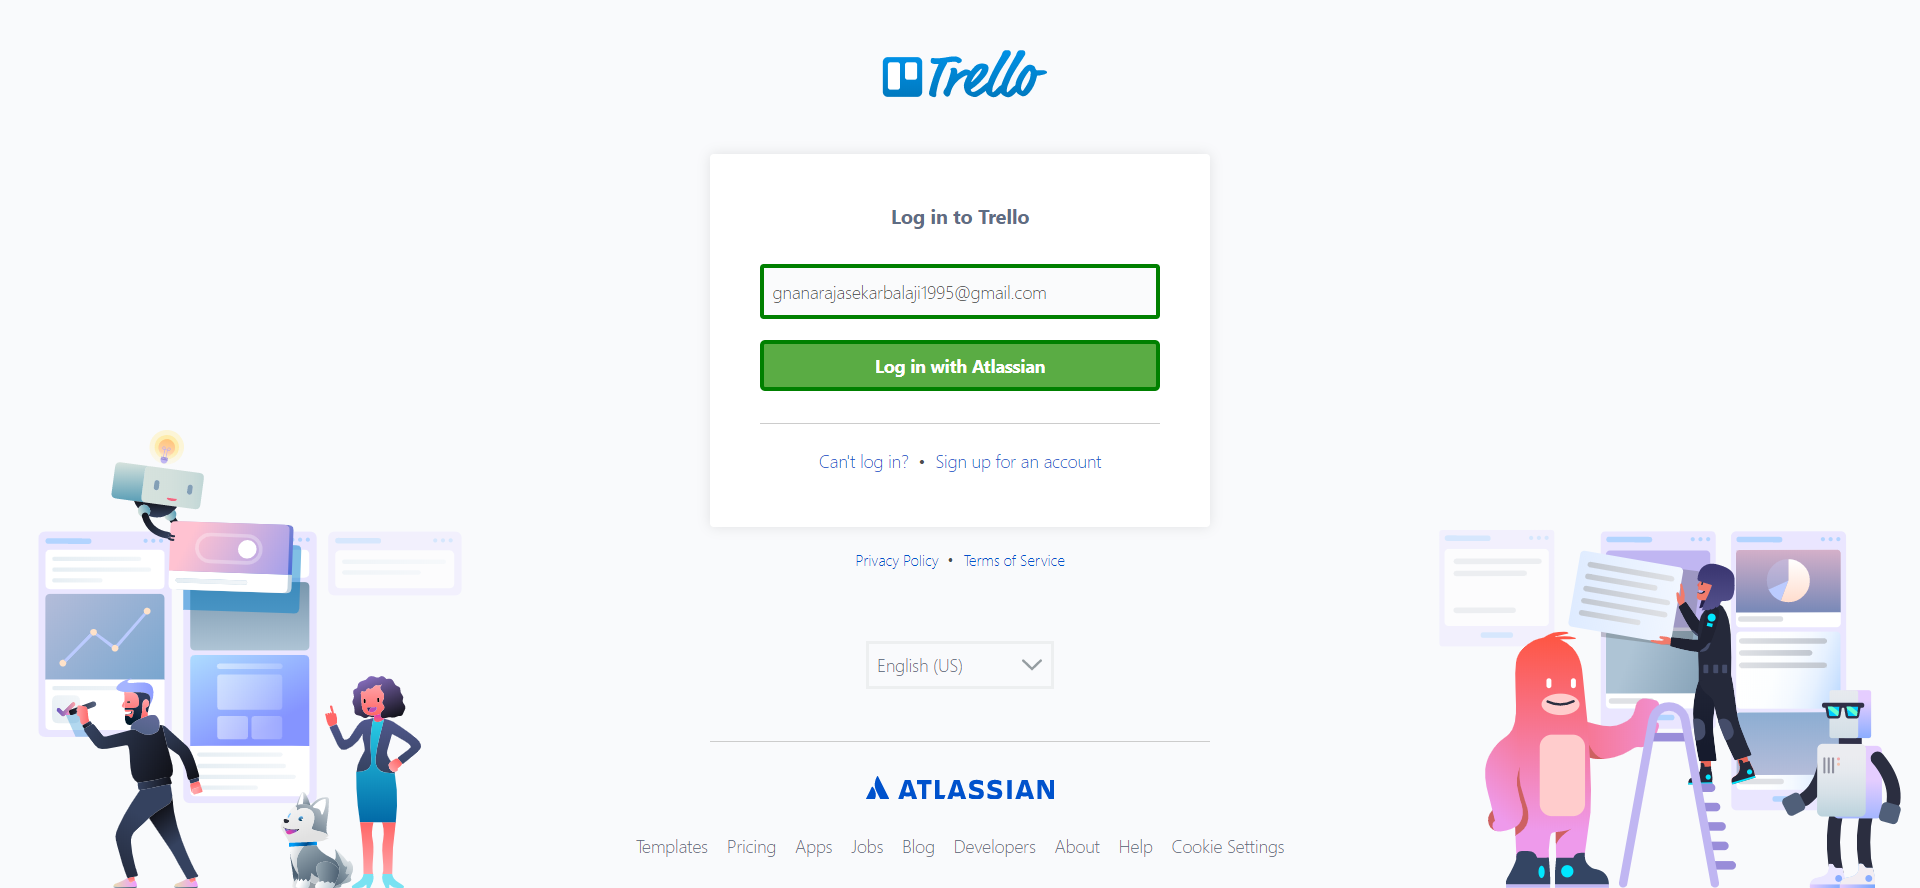 Trello
Log in to Trello
gnanarajasekarbalaji1995@gmail.com
Log in with Atlassian
Can't log in? • Sign up for an account
Privacy Policy • Terms of Service
English (US)
ATLASSIAN
Templates Pricing Apps Jobs Blog Developers About Help Cookie Settings